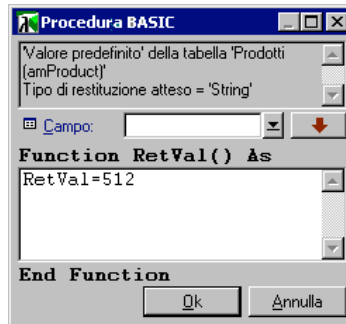 Procedura BASIC
'Valore predefinito' della tabella 'Prodotti
(amProduct)'
Tipo di restituzione atteso = 'String'
Campo:
Function RetVal() As
RetVal=512
End Function
Ok
Annulla